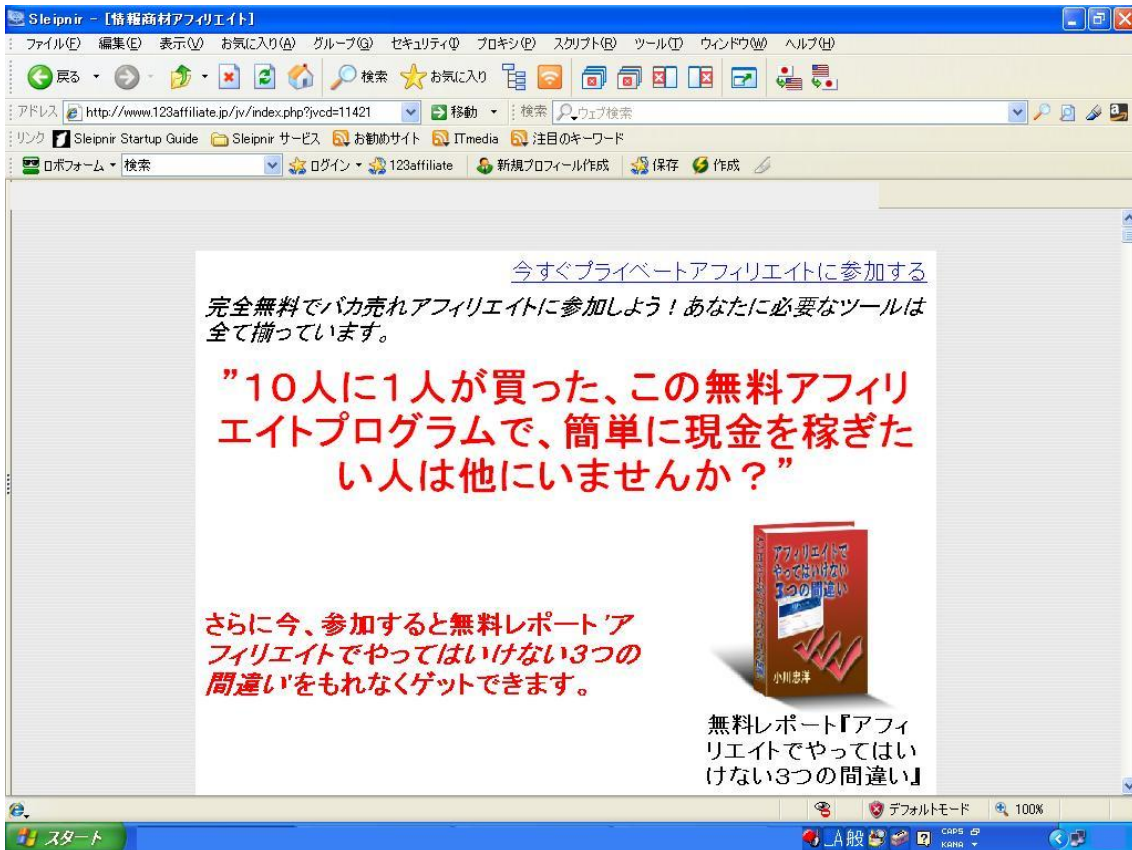 Sleipnir - [情報商材アフィリエイト]
ファイル(F) 編集(E) 表示(V) お気に入り(A) グループ(G) セキュリティ(I) プロキシ(P) スクリプト(R) ツール(T) ウィンドウ(W) ヘルプ(H)
戻る 検索 お気に入り
アドレス http://www.123affiliate.jp/jv/index.php?jvcd=11421 移動 検索 ウェブ検索
リンク Sleipnir Startup Guide Sleipnir サービス お勧めサイト ITmedia 注目のキーワード
ロボフォーム 検索 ログイン 123affiliate 新規プロフィール作成 保存 作成
今すぐプライベートアフィリエイトに参加する
完全無料でバカ売れアフィリエイトに参加しよう!あなたに必要なツールは
全て揃っています。
”10人に1人が買った、この無料アフィリ
エイトプログラムで、簡単に現金を稼ぎた
い人は他にいませんか?”
アフィリエイトで
やってはいけない
3つの間違い
小川忠洋
さらに今、参加すると無料レポート'ア
フィリエイトでやってはいけない3つの
間違い'をもれなくゲットできます。
無料レポート『アフィ
リエイトでやってはい
けない3つの間違い』
デフォルトモード 100%
スタート A般 CAPS KANA